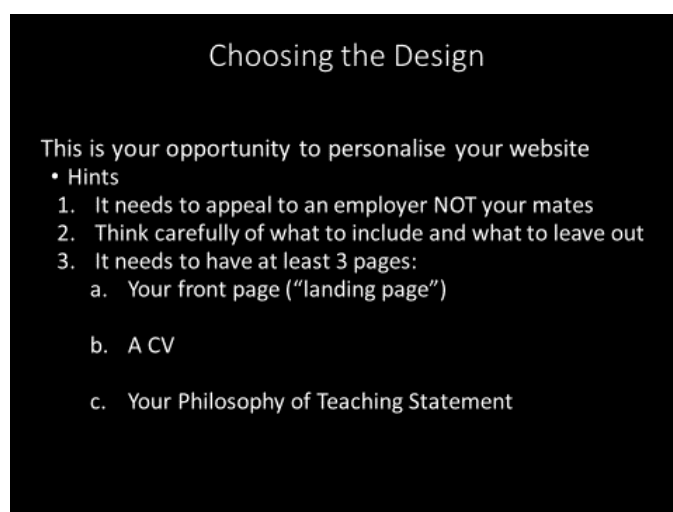 Choosing the Design
This is your opportunity to personalise your website
• Hints
1. It needs to appeal to an employer NOT your mates
2. Think carefully of what to include and what to leave out
3. It needs to have at least 3 pages:
a. Your front page (“landing page”)
b. A CV
c. Your Philosophy of Teaching Statement